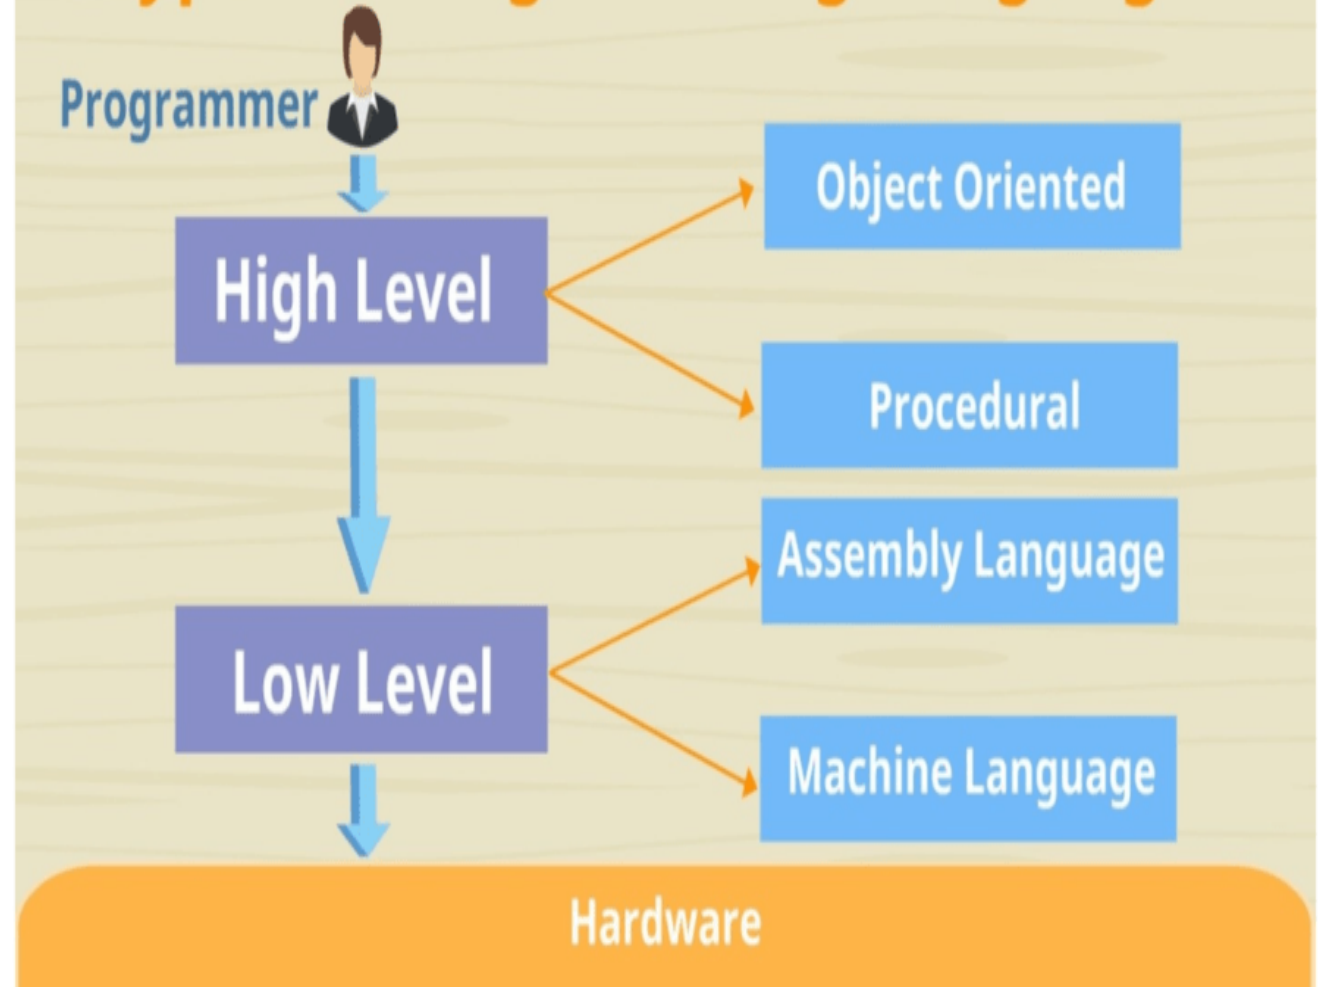 Programmer
Object Oriented
High Level
Procedural
Assembly Language
Low Level
Machine Language
Hardware